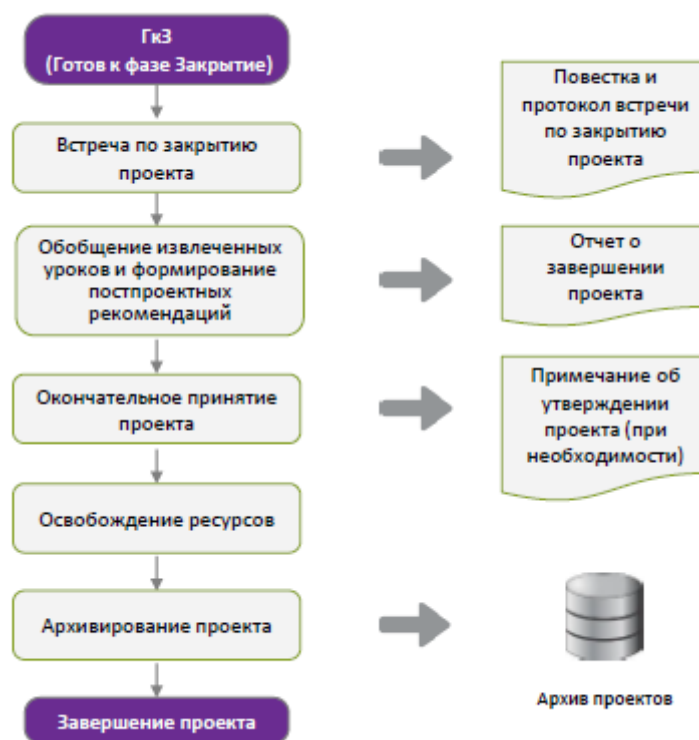 ГкЗ
(Готов к фазе Закрытие)
Повестка и
протокол встречи
по закрытию
проекта
Встреча по закрытию
проекта
Обобщение извлеченных
уроков и формирование
постпроектных
рекомендаций
Отчет о
завершении
проекта
Окончательное принятие
проекта
Примечание об
утверждении
проекта (при
необходимости)
Освобождение ресурсов
Архивирование проекта
Архив проектов
Завершение проекта